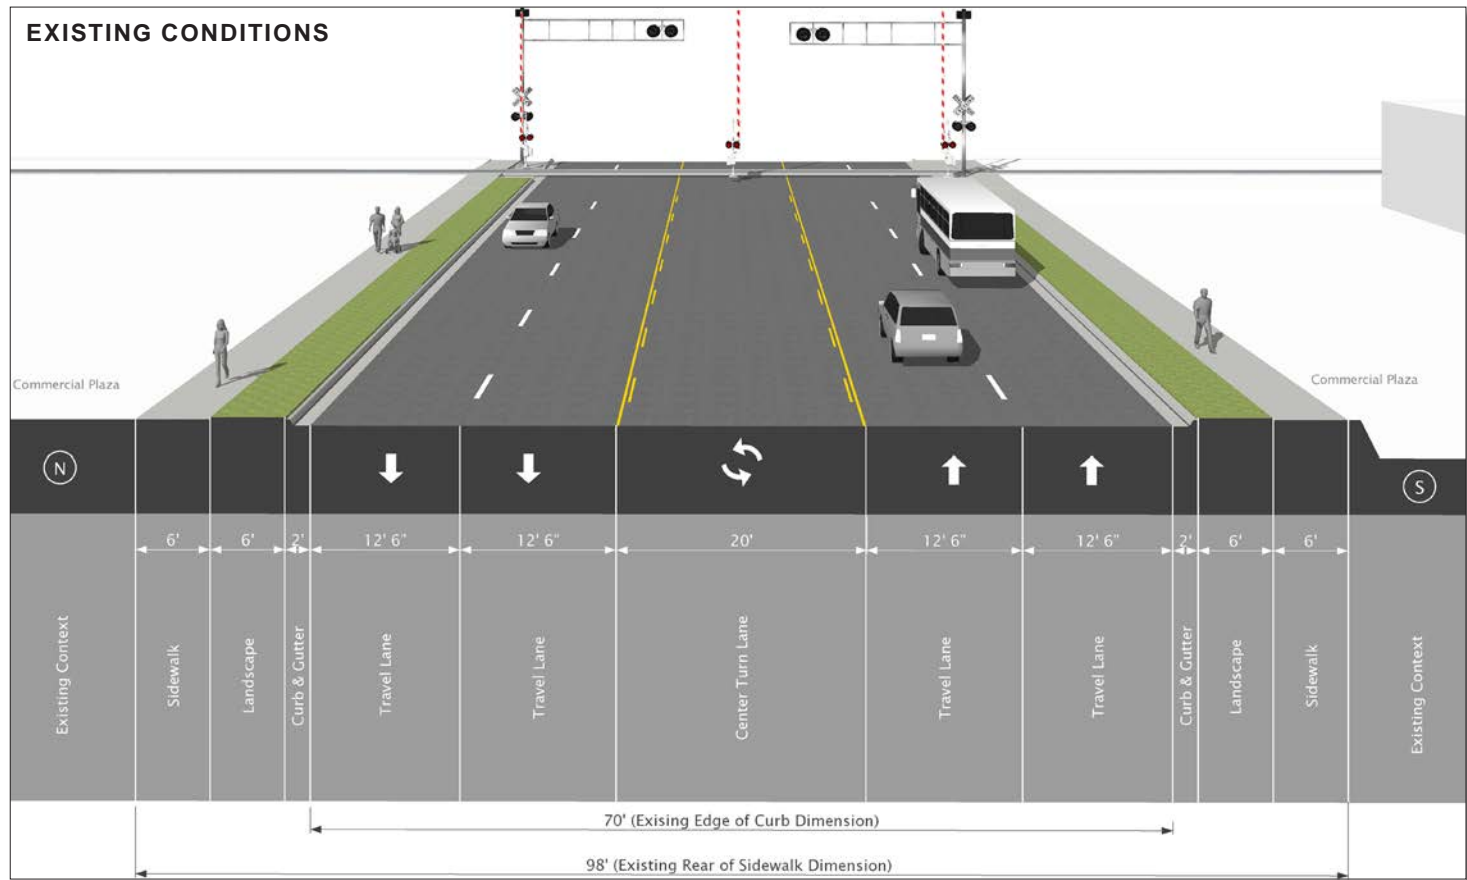 EXISTING CONDITIONS
Commercial Plaza
Commercial Plaza
N
S
6'
6'
2'
12' 6"
12' 6"
20'
12' 6"
12' 6"
2'
6'
6'
Existing Context
Sidewalk
Landscape
Curb & Gutter
Travel Lane
Travel Lane
Center Turn Lane
Travel Lane
Travel Lane
Curb & Gutter
Landscape
Sidewalk
Existing Context
70' (Exising Edge of Curb Dimension)
98' (Existing Rear of Sidewalk Dimension)